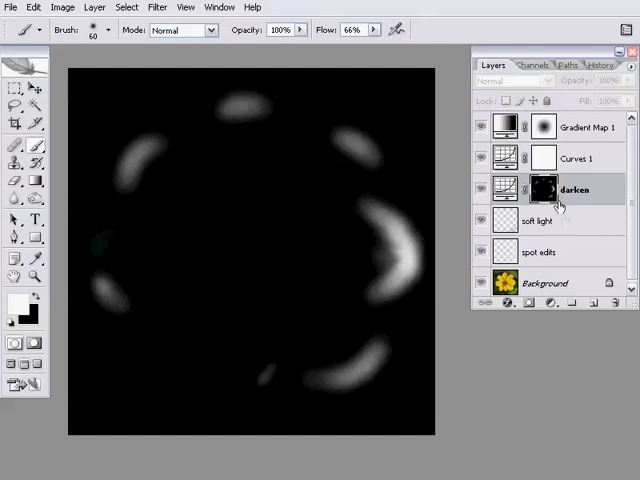 File Edit Image Layer Select Filter View Window Help
Brush: 60 Mode: Normal Opacity: 100% Flow: 66%
Layers Channels Paths History
Normal Opacity: 100%
Lock: Fill: 100%
Gradient Map 1
Curves 1
darken
soft light
spot edits
Background
T